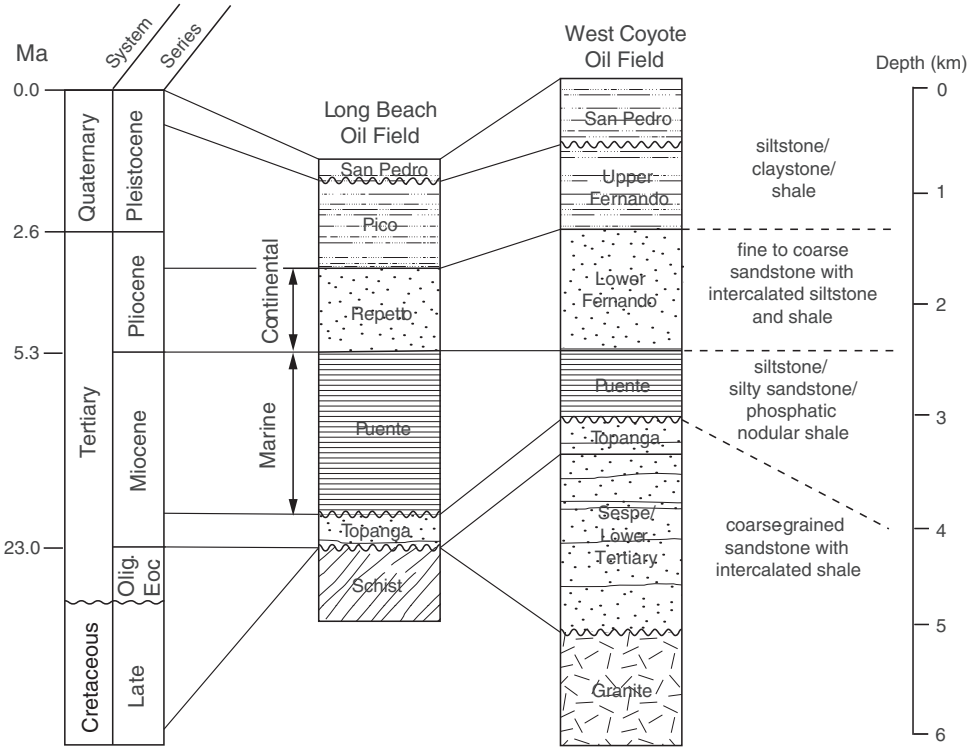 Ma
System
Series
0.0
2.6
5.3
23.0
Quaternary
Tertiary
Cretaceous
Pleistocene
Pliocene
Miocene
Olig.
Eoc
Late
Continental
Marine
Long Beach
Oil Field
San Pedro
Pico
Repetto
Puente
Topanga
Schist
West Coyote
Oil Field
San Pedro
Upper
Fernando
Lower
Fernando
Puente
Topanga
Sespe/
Lower
Tertiary
Granite
siltstone/
claystone/
shale
fine to coarse
sandstone with
intercalated siltstone
and shale
siltstone/
silty sandstone/
phosphatic
nodular shale
coarsegrained
sandstone with
intercalated shale
Depth (km)
0
1
2
3
4
5
6